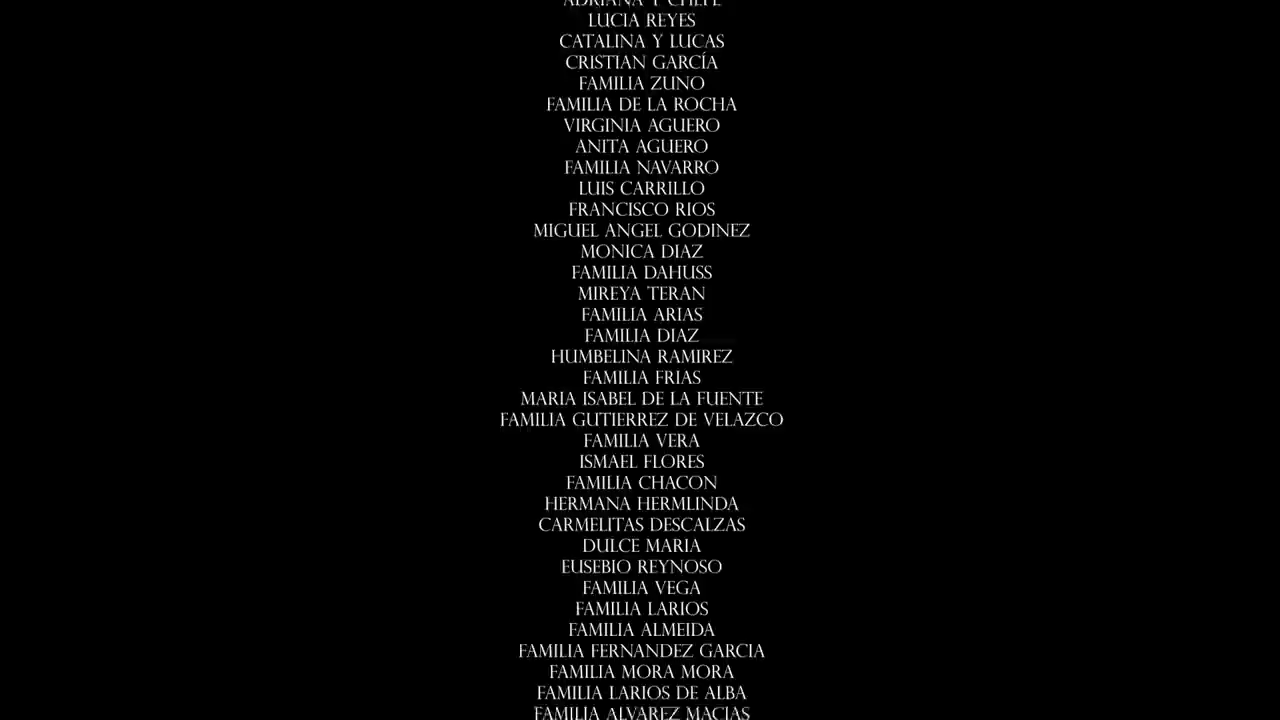 ADRIANA Y CHEPE
LUCIA REYES
CATALINA Y LUCAS
CRISTIAN GARCÍA
FAMILIA ZUNO
FAMILIA DE LA ROCHA
VIRGINIA AGUERO
ANITA AGUERO
FAMILIA NAVARRO
LUIS CARRILLO
FRANCISCO RIOS
MIGUEL ANGEL GODINEZ
MONICA DIAZ
FAMILIA DAHUSS
MIREYA TERAN
FAMILIA ARIAS
FAMILIA DIAZ
HUMBELINA RAMIREZ
FAMILIA FRIAS
MARIA ISABEL DE LA FUENTE
FAMILIA GUTIERREZ DE VELAZCO
FAMILIA VERA
ISMAEL FLORES
FAMILIA CHACON
HERMANA HERMLINDA
CARMELITAS DESCALZAS
DULCE MARIA
EUSEBIO REYNOSO
FAMILIA VEGA
FAMILIA LARIOS
FAMILIA ALMEIDA
FAMILIA FERNANDEZ GARCIA
FAMILIA MORA MORA
FAMILIA LARIOS DE ALBA
FAMILIA ALVAREZ MACIAS